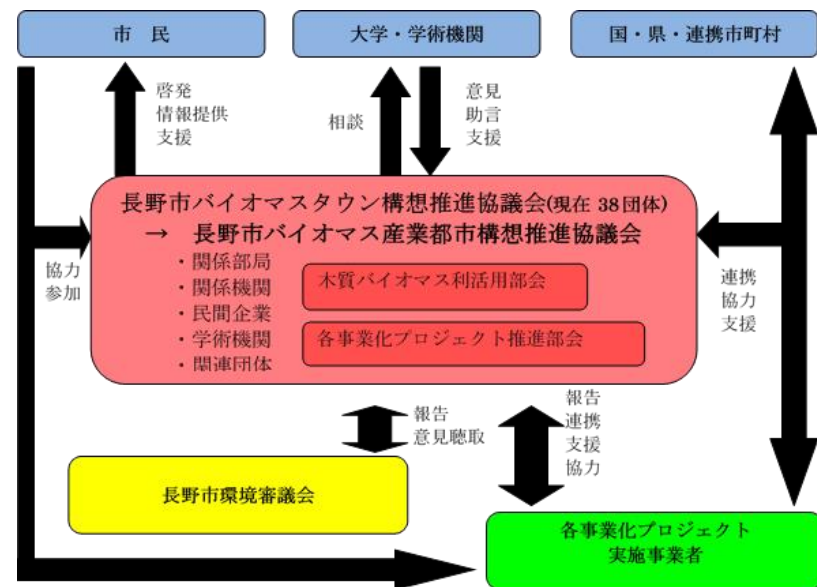 市 民
大学・学術機関
国・県・連携市町村
啓発
情報提供
支援
相談
意見
助言
支援
長野市バイオマスタウン構想推進協議会(現在 38団体)
→ 長野市バイオマス産業都市構想推進協議会
・関係部局
・関係機関
・民間企業
・学術機関
・関連団体
木質バイオマス利活用部会
各事業化プロジェクト推進部会
協力
参加
連携
協力
支援
報告
意見聴取
報告
連携
支援
協力
長野市環境審議会
各事業化プロジェクト
実施事業者